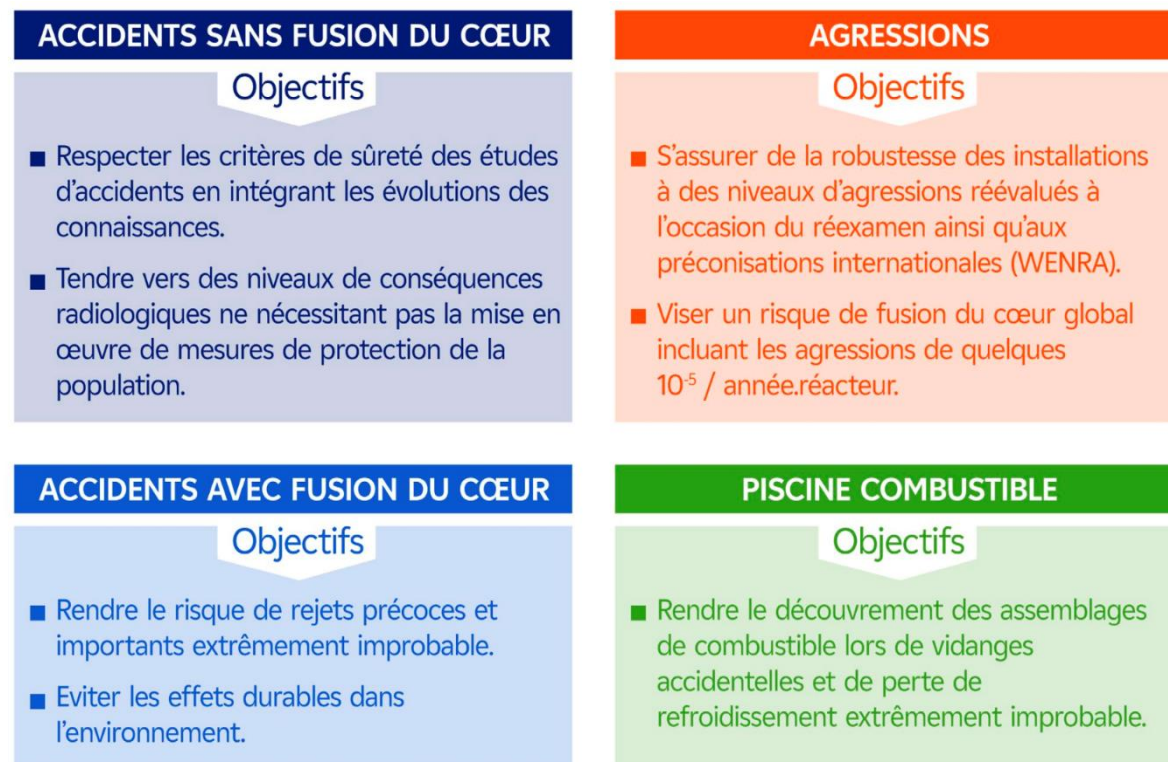 ACCIDENTS SANS FUSION DU CŒUR
Objectifs
■ Respecter les critères de sûreté des études
d'accidents en intégrant les évolutions des
connaissances.
■ Tendre vers des niveaux de conséquences
radiologiques ne nécessitant pas la mise en
œuvre de mesures de protection de la
population.
AGRESSIONS
Objectifs
■ S'assurer de la robustesse des installations
à des niveaux d'agressions réévalués à
l'occasion du réexamen ainsi qu'aux
préconisations internationales (WENRA).
■ Viser un risque de fusion du cœur global
incluant les agressions de quelques
10⁻⁵ / année.réacteur.
ACCIDENTS AVEC FUSION DU CŒUR
Objectifs
■ Rendre le risque de rejets précoces et
importants extrêmement improbable.
■ Eviter les effets durables dans
l'environnement.
PISCINE COMBUSTIBLE
Objectifs
■ Rendre le découvrement des assemblages
de combustible lors de vidanges
accidentelles et de perte de
refroidissement extrêmement improbable.